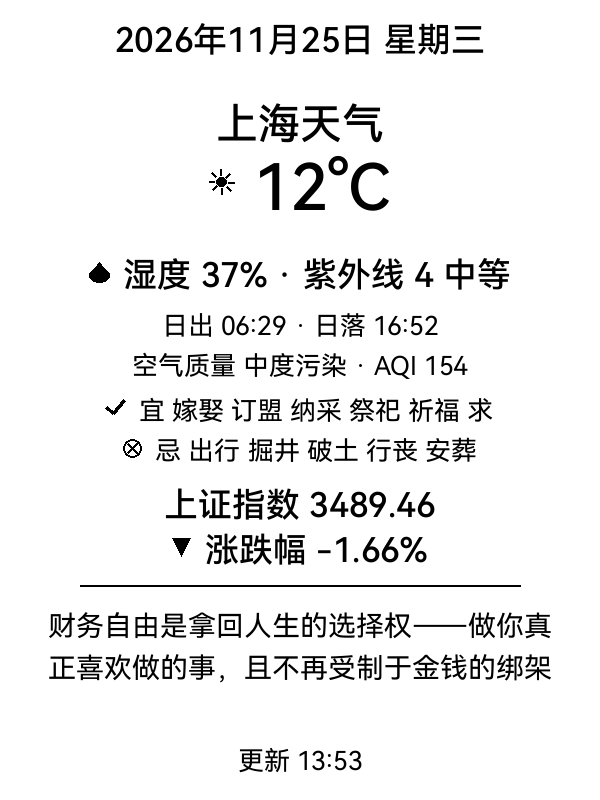 2026年11月25日 星期三
上海天气
12°C
湿度 37% · 紫外线 4 中等
日出 06:29 · 日落 16:52
空气质量 中度污染 · AQI 154
宜 嫁娶 订盟 纳采 祭祀 祈福 求
忌 出行 掘井 破土 行丧 安葬
上证指数 3489.46
▼ 涨跌幅 -1.66%
财务自由是拿回人生的选择权——做你真
正喜欢做的事，且不再受制于金钱的绑架
更新 13:53